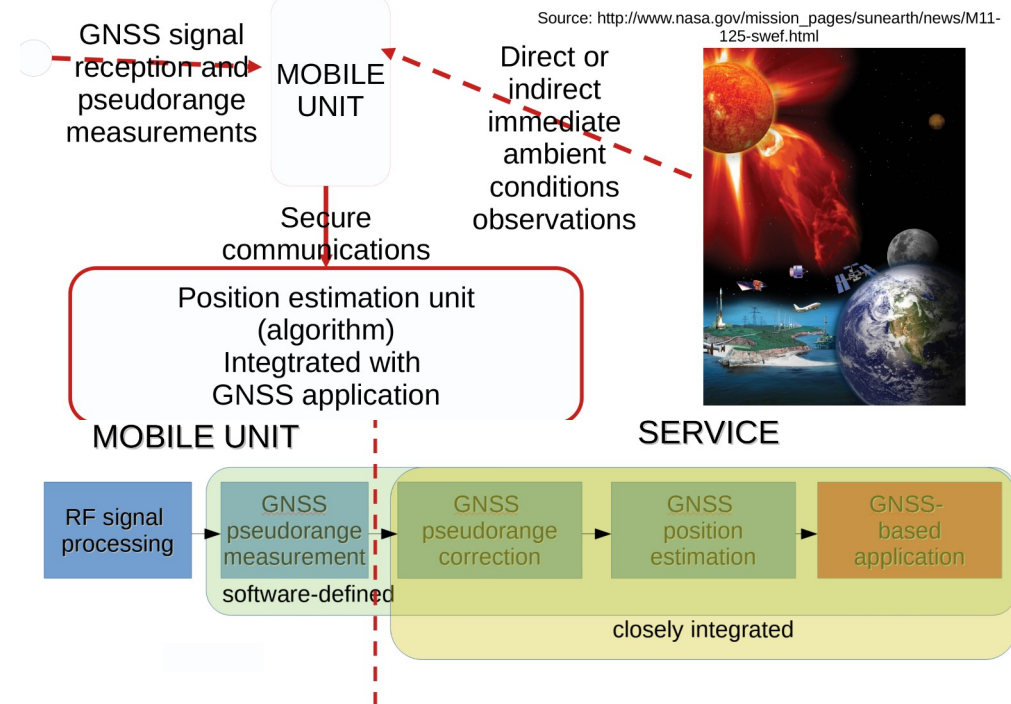 Source: http://www.nasa.gov/mission_pages/sunearth/news/M11-
125-swef.html
GNSS signal
reception and
pseudorange
measurements
MOBILE
UNIT
Direct or
indirect
immediate
ambient
conditions
observations
Secure
communications
Position estimation unit
(algorithm)
Integtrated with
GNSS application
MOBILE UNIT
SERVICE
RF signal
processing
GNSS
pseudorange
measurement
GNSS
pseudorange
correction
GNSS
position
estimation
GNSS-
based
application
software-defined
closely integrated